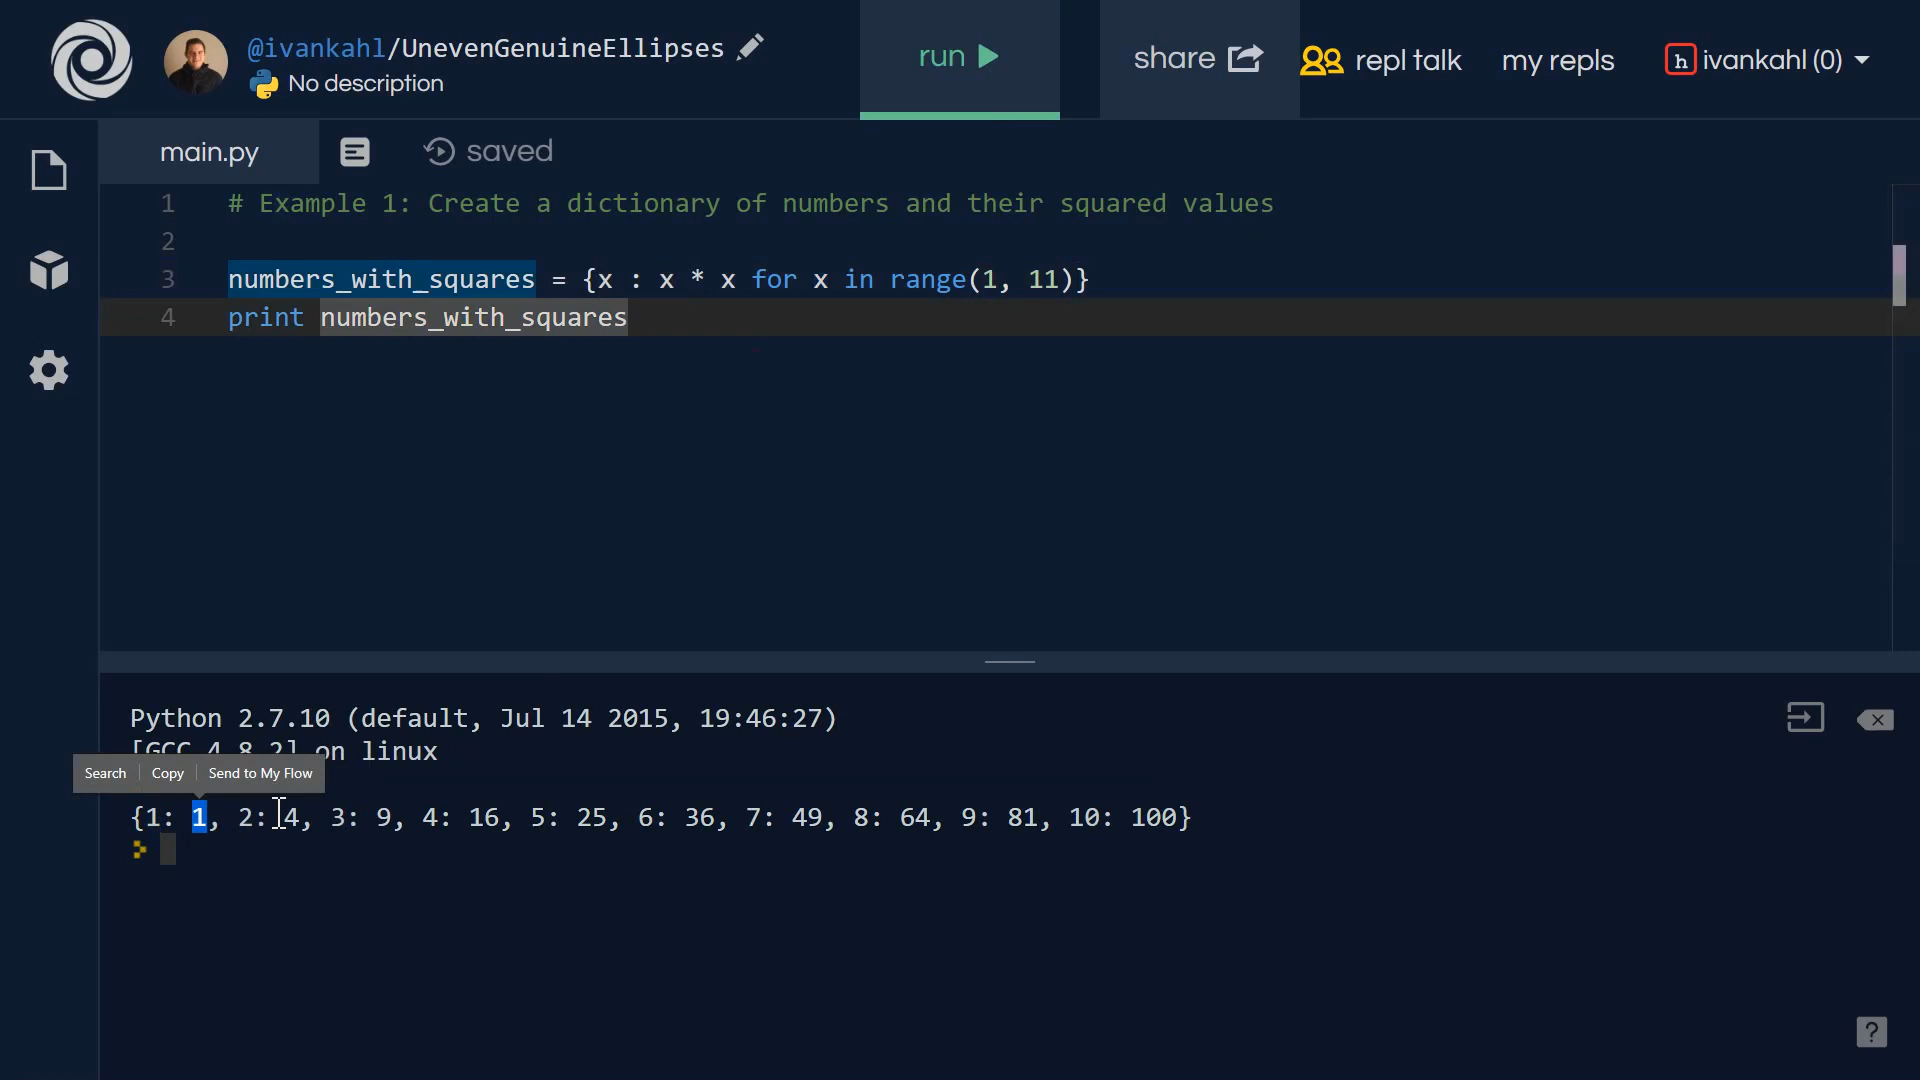 @ivankahl/UnevenGenuineEllipses
No description
run
share
repl talk
my repls
h ivankahl (0)
main.py
saved
1 # Example 1: Create a dictionary of numbers and their squared values
2
3 numbers_with_squares = {x : x * x for x in range(1, 11)}
4 print numbers_with_squares
Python 2.7.10 (default, Jul 14 2015, 19:46:27)
[GCC 4.8.2] on linux
Search Copy Send to My Flow
{1: 1, 2: 4, 3: 9, 4: 16, 5: 25, 6: 36, 7: 49, 8: 64, 9: 81, 10: 100}
?